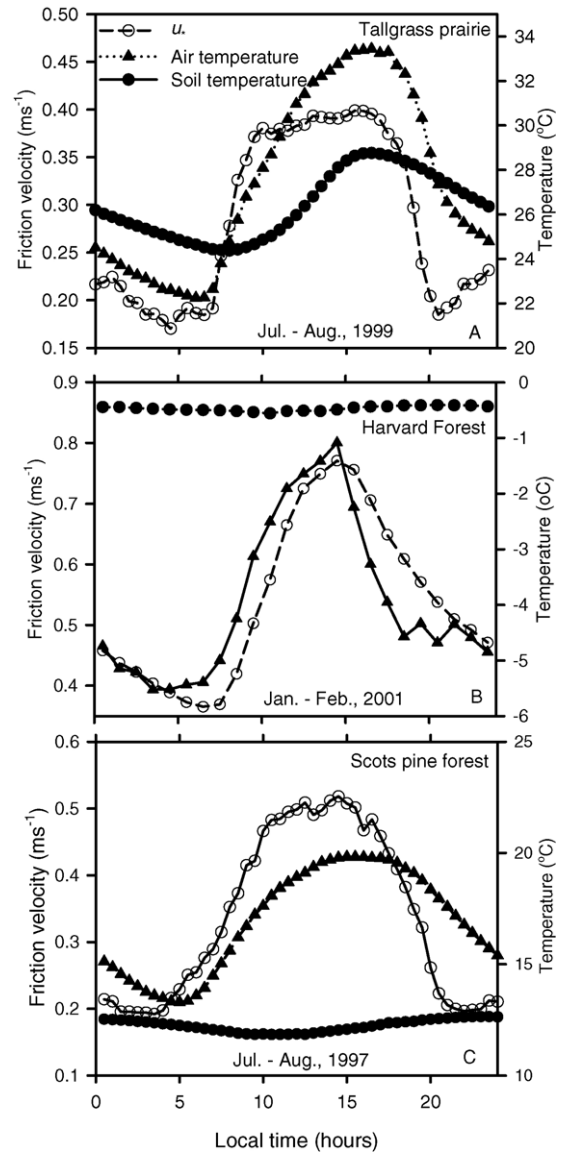 Tallgrass prairie
u*
Air temperature
Soil temperature
Friction velocity (ms-1)
0.50
0.45
0.40
0.35
0.30
0.25
0.20
0.15
34
32
30
28
26
24
22
20
Temperature (oC)
Jul. - Aug., 1999
A
Harvard Forest
Friction velocity (ms-1)
0.9
0.8
0.7
0.6
0.5
0.4
0
-1
-2
-3
-4
-5
-6
Temperature (oC)
Jan. - Feb., 2001
B
Scots pine forest
Friction velocity (ms-1)
0.6
0.5
0.4
0.3
0.2
0.1
25
20
15
10
Temperature (°C)
Jul. - Aug., 1997
C
0 5 10 15 20
Local time (hours)